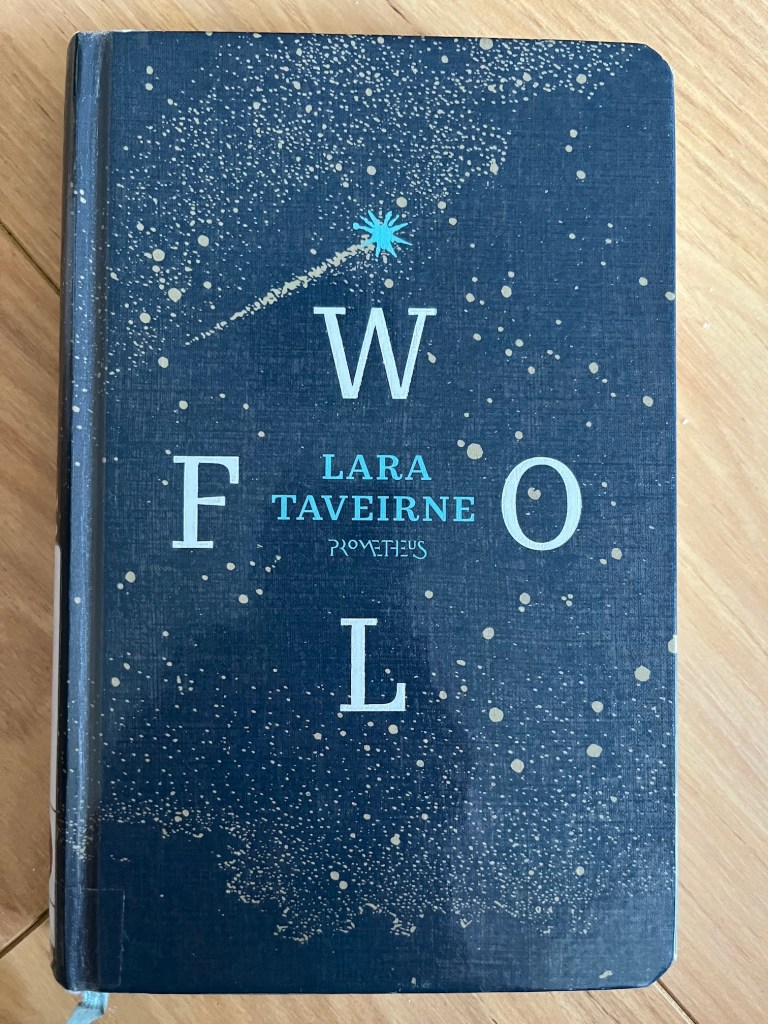 W
LARA
F TAVEIRNE O
PROMETHEUS
L